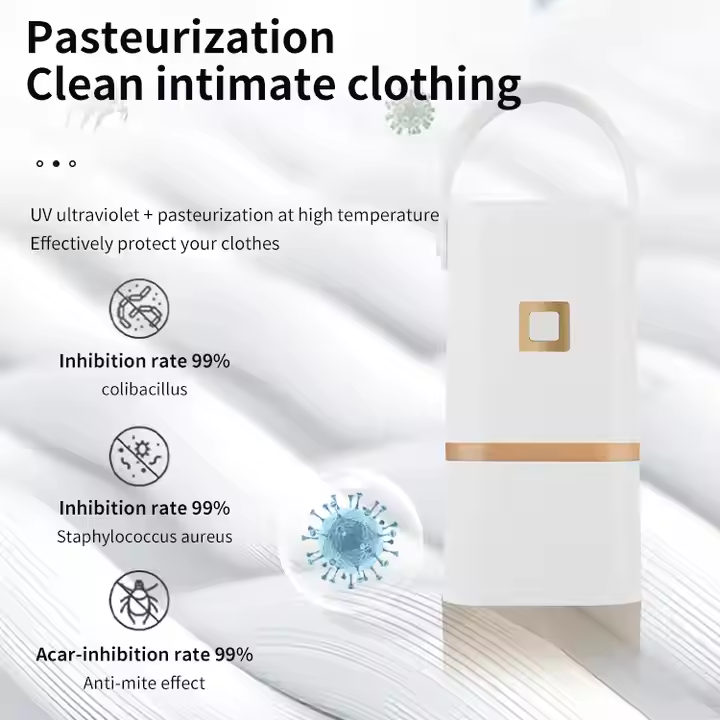 Pasteurization
Clean intimate clothing
UV ultraviolet + pasteurization at high temperature
Effectively protect your clothes
Inhibition rate 99%
colibacillus
Inhibition rate 99%
Staphylococcus aureus
Acar-inhibition rate 99%
Anti-mite effect